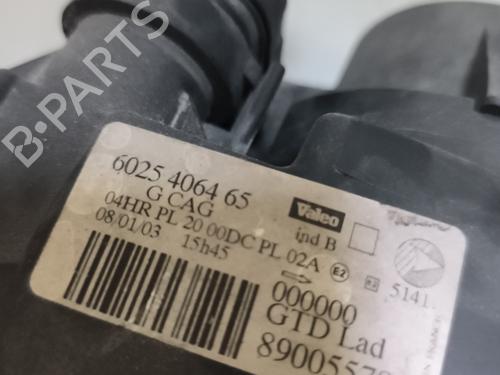 B-PARTS
6025 4064 65
G CAG
Valeo
04HR PL 20 00DC PL 02A
ind B
E2
08/01/03 15h45
5141
000000
GTD Lad